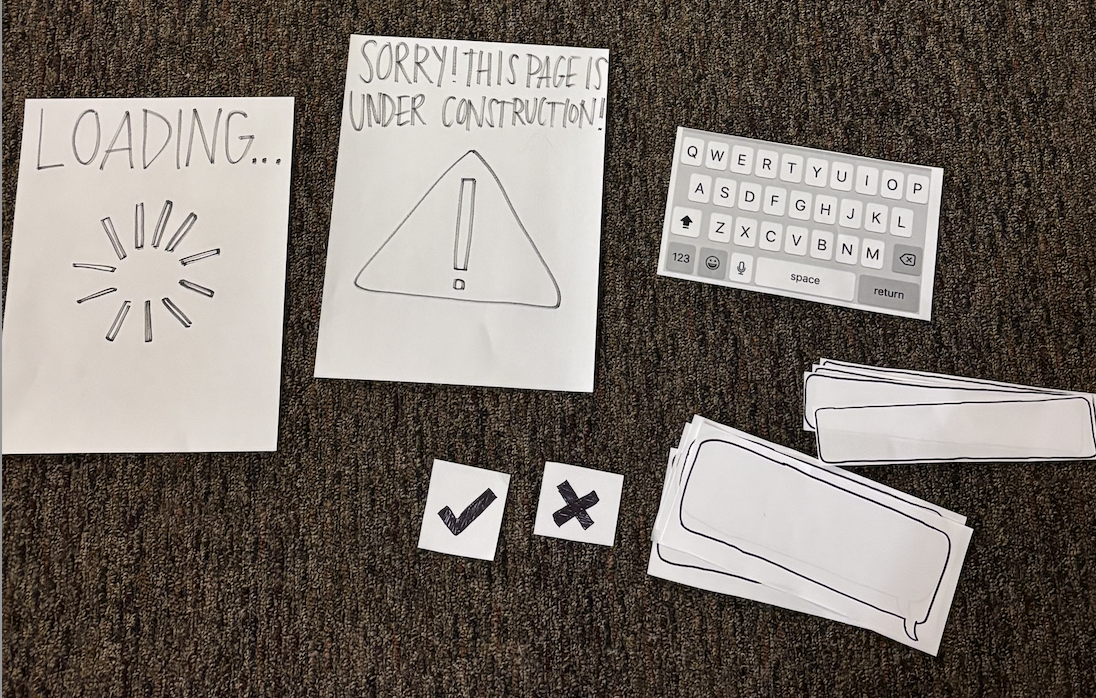 LOADING...
SORRY! THIS PAGE IS
UNDER CONSTRUCTION!
!
Q W E R T Y U I O P
A S D F G H J K L
Z X C V B N M
123 space return